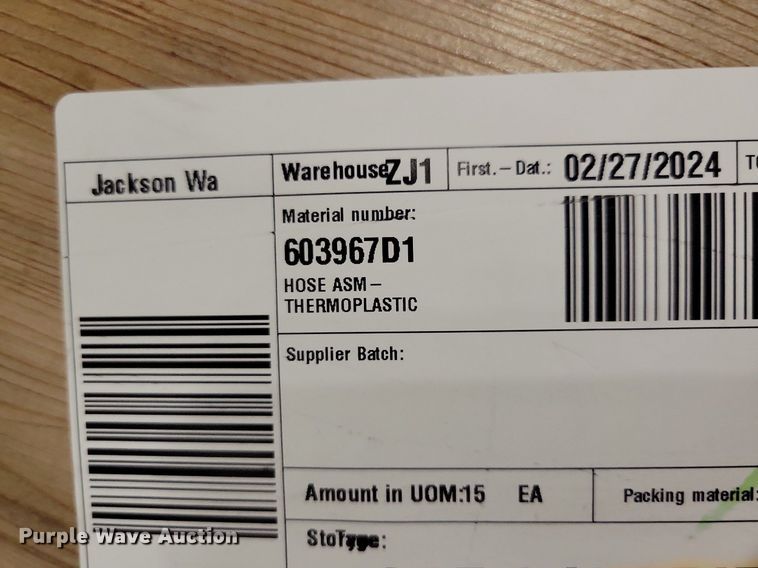 Jackson Wa
Warehouse ZJ1
First.-Dat.: 02/27/2024
Material number:
603967D1
HOSE ASM-
THERMOPLASTIC
Supplier Batch:
Amount in UOM:15 EA
Packing material:
StoType:
Purple Wave Auction